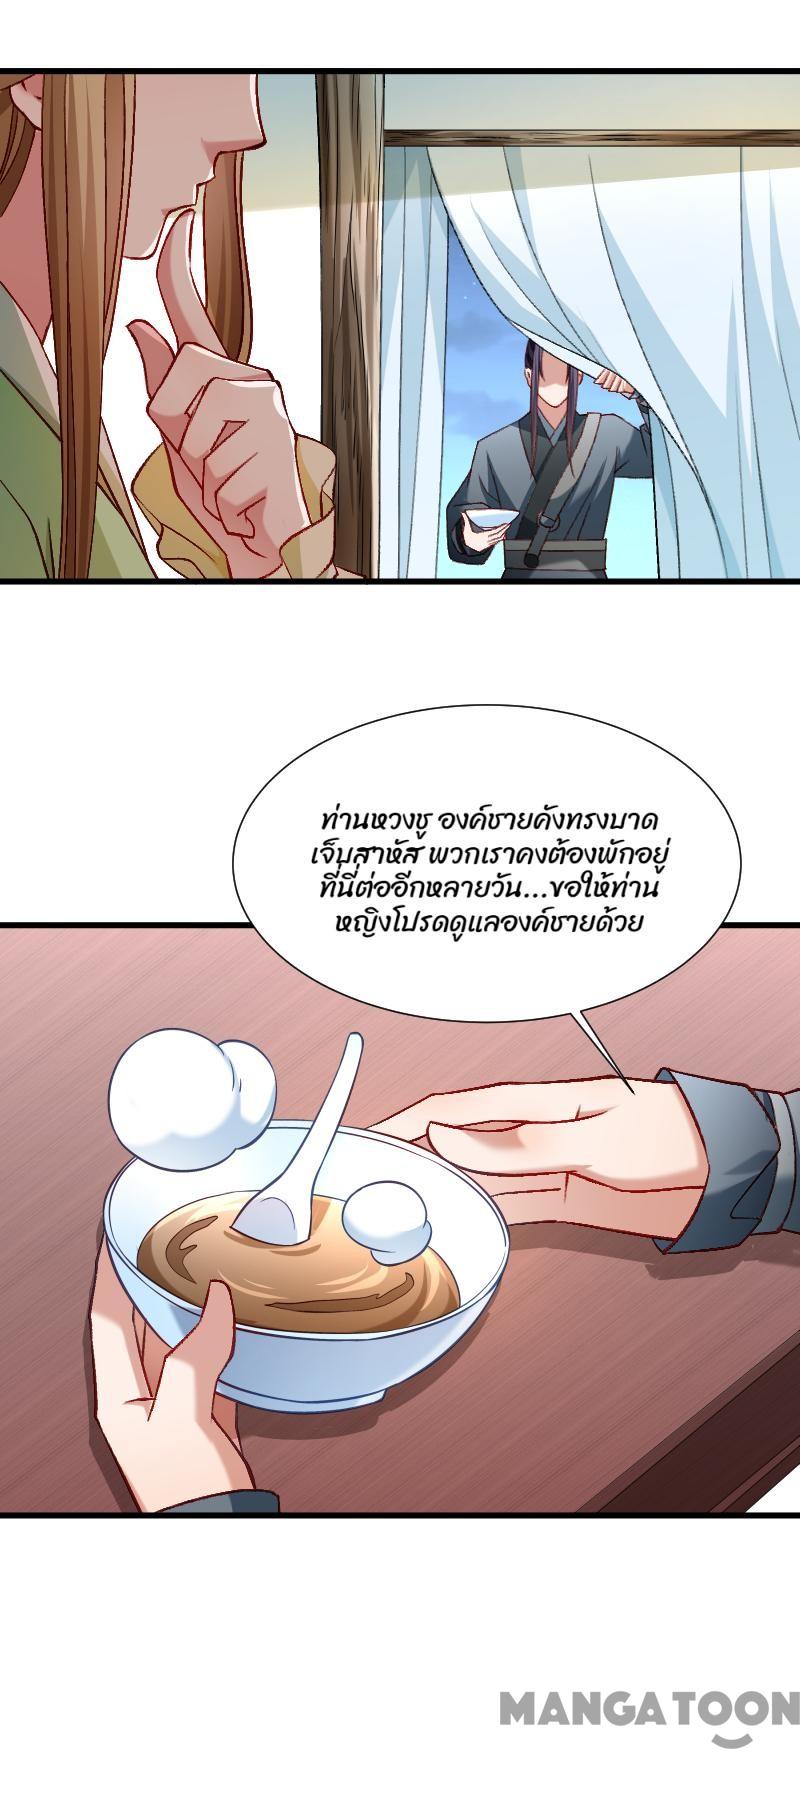 ท่านหวงชู องค์ชายคังทรงบาด
เจ็บสาหัส พวกเราคงต้องพักอยู่
ที่นี่ต่ออีกหลายวัน...ขอให้ท่าน
หญิงโปรดดูแลองค์ชายด้วย
MANGA TOON